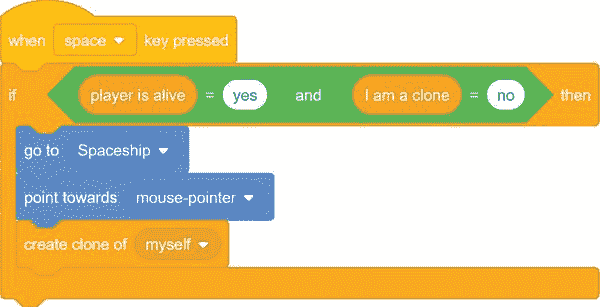 when space key pressed
if player is alive = yes and I am a clone = no then
go to Spaceship
point towards mouse-pointer
create clone of myself